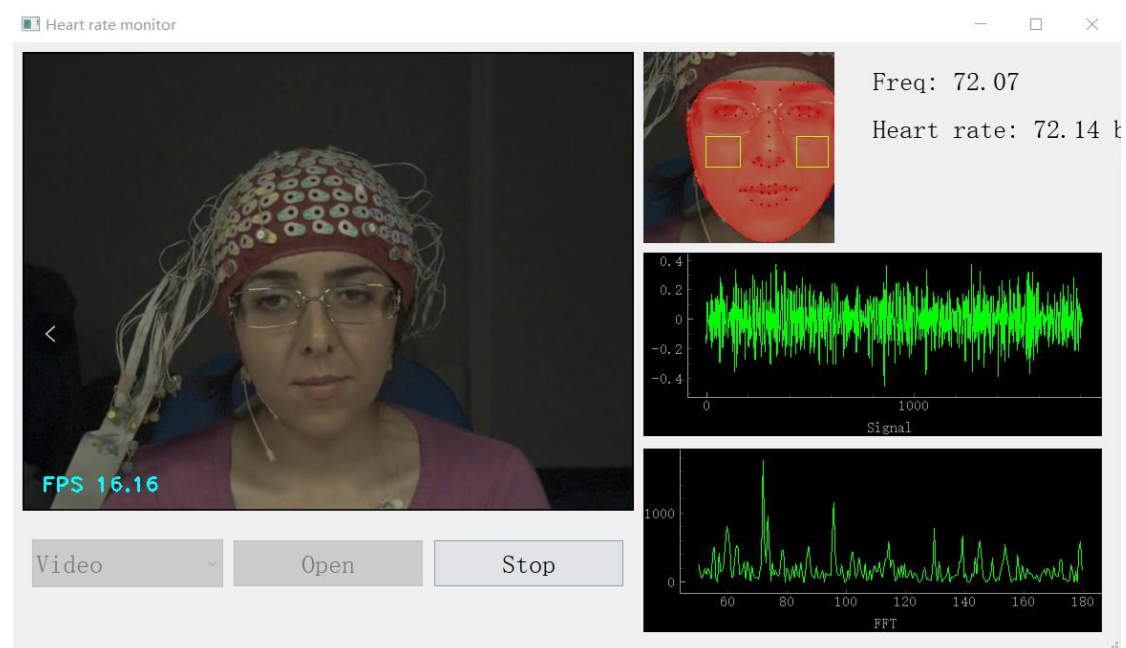 Heart rate monitor
Freq: 72.07
Heart rate: 72.14 b
FPS 16.16
0.4
0.2
0
-0.2
-0.4
0
1000
Signal
1000
0
60
80
100
120
140
160
180
FFT
Video
Open
Stop